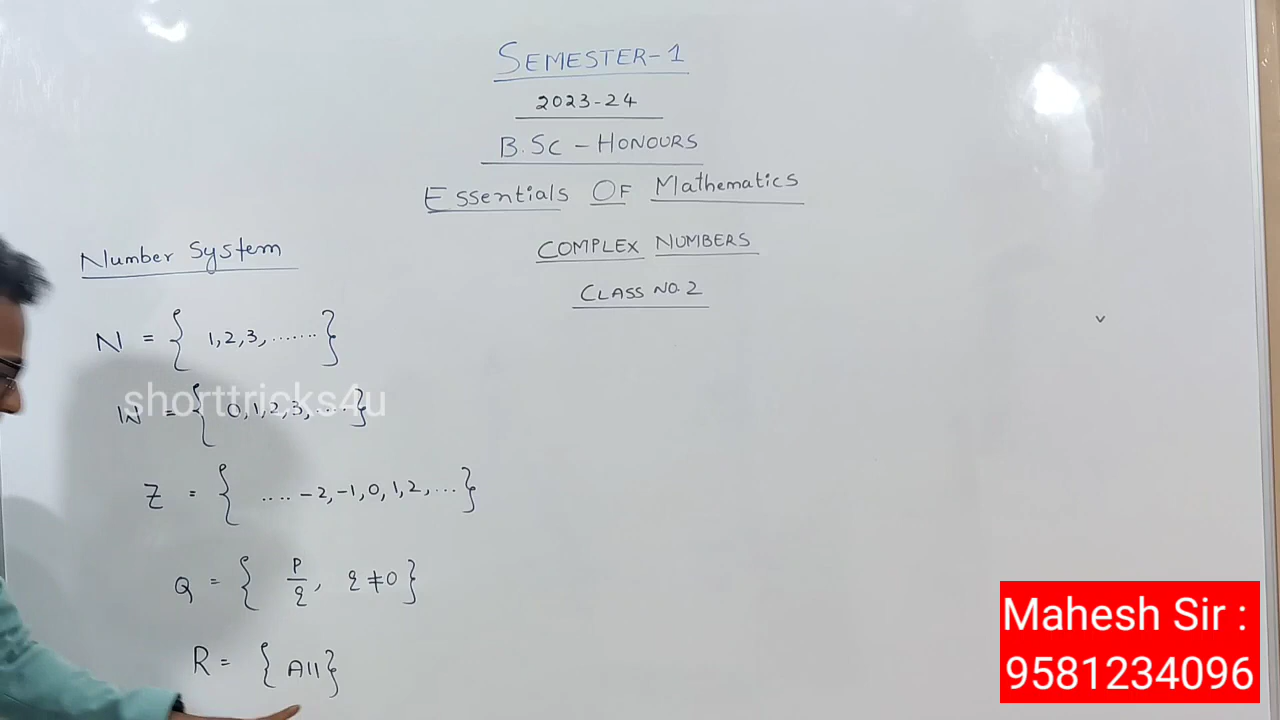 SEMESTER-1
2023-24
B.Sc - HONOURS
Essentials OF Mathematics
COMPLEX NUMBERS
CLASS NO. 2
Number System
N = { 1,2,3,....... }
W = { 0,1,2,3,..... }
Z = { .... -2,-1,0,1,2,... }
Q = { p/q, q≠0 }
R = { All }
shorttricks4u
Mahesh Sir :
9581234096